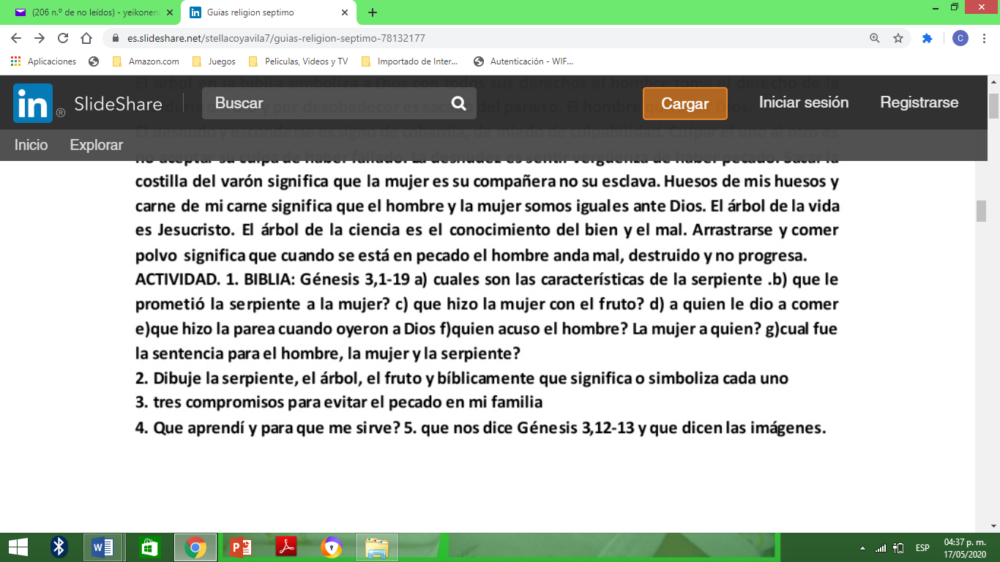 (206 n.º de no leídos) - yeikonen
Guias religion septimo
es.slideshare.net/stellacoyavila7/guias-religion-septimo-78132177
C
Aplicaciones
Amazon.com
Juegos
Peliculas, Videos y TV
Importado de Inter...
Autenticación - WIF...
El árbol en la biblia simboliza a Dios con todos sus derechos el hombre toma el derecho de la
in ® SlideShare
Buscar
Cargar
Iniciar sesión
Registrarse
y por desobedecer es sacado del paraíso. El hombre
El desnudo y esconderse es signo de cobardía, de miedo de culpabilidad. Culpar el uno al otro es
Inicio
Explorar
no aceptar su culpa de haber fallado. La desnudez es sentir vergüenza de haber pecado. Sacar la
costilla del varón significa que la mujer es su compañera no su esclava. Huesos de mis huesos y
carne de mi carne significa que el hombre y la mujer somos iguales ante Dios. El árbol de la vida
es Jesucristo. El árbol de la ciencia es el conocimiento del bien y el mal. Arrastrarse y comer
polvo significa que cuando se está en pecado el hombre anda mal, destruido y no progresa.
ACTIVIDAD. 1. BIBLIA: Génesis 3,1-19 a) cuales son las características de la serpiente .b) que le
prometió la serpiente a la mujer? c) que hizo la mujer con el fruto? d) a quien le dio a comer
e)que hizo la parea cuando oyeron a Dios f)quien acuso el hombre? La mujer a quien? g)cual fue
la sentencia para el hombre, la mujer y la serpiente?
2. Dibuje la serpiente, el árbol, el fruto y bíblicamente que significa o simboliza cada uno
3. tres compromisos para evitar el pecado en mi familia
4. Que aprendí y para que me sirve? 5. que nos dice Génesis 3,12-13 y que dicen las imágenes.
ESP
04:37 p. m.
17/05/2020